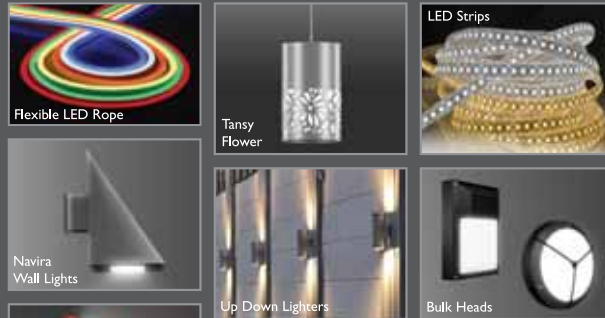 Flexible LED Rope
Tansy
Flower
LED Strips
Navira
Wall Lights
Up Down Lighters
Bulk Heads